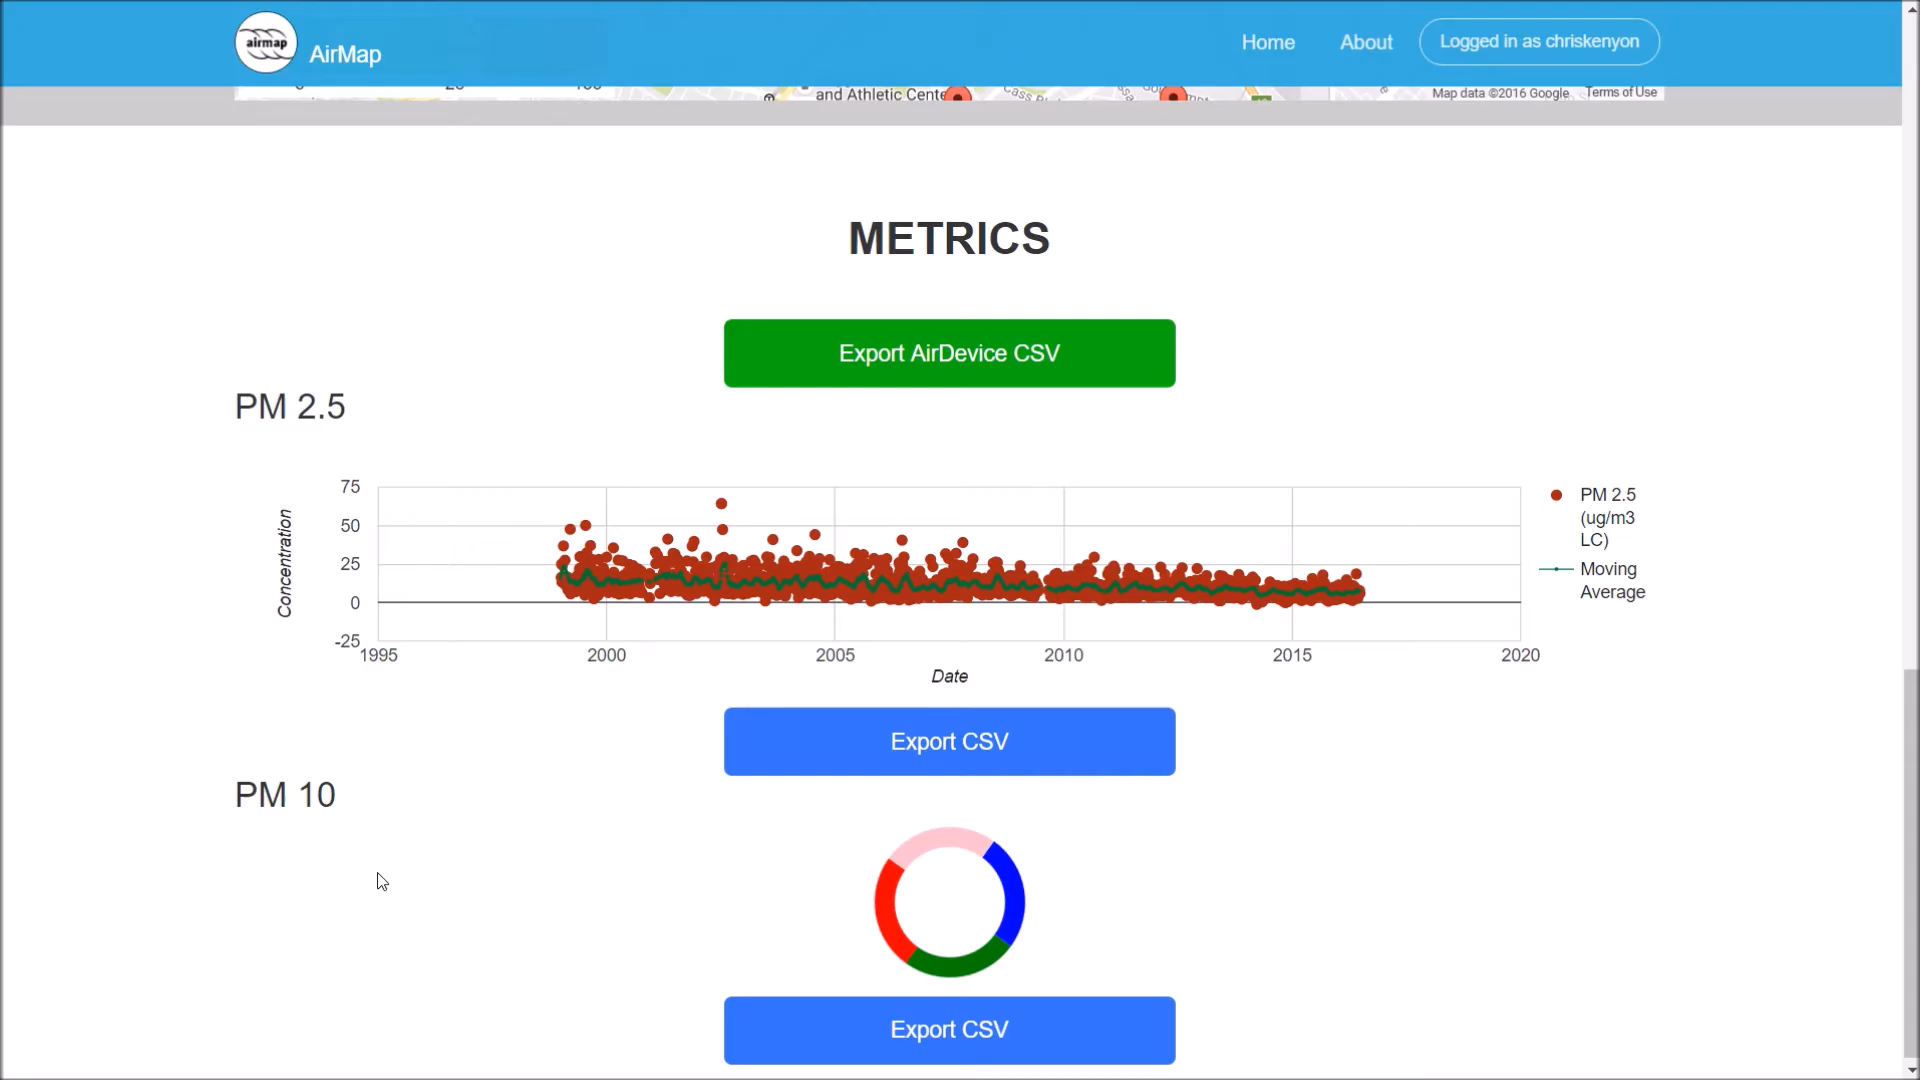 airmap
AirMap
Home
About
Logged in as chriskenyon
and Athletic Cente
Map data ©2016 Google
Terms of Use
METRICS
Export AirDevice CSV
PM 2.5
75
50
25
0
-25
Concentration
1995
2000
2005
2010
2015
2020
Date
PM 2.5
(ug/m3
LC)
Moving
Average
Export CSV
PM 10
Export CSV